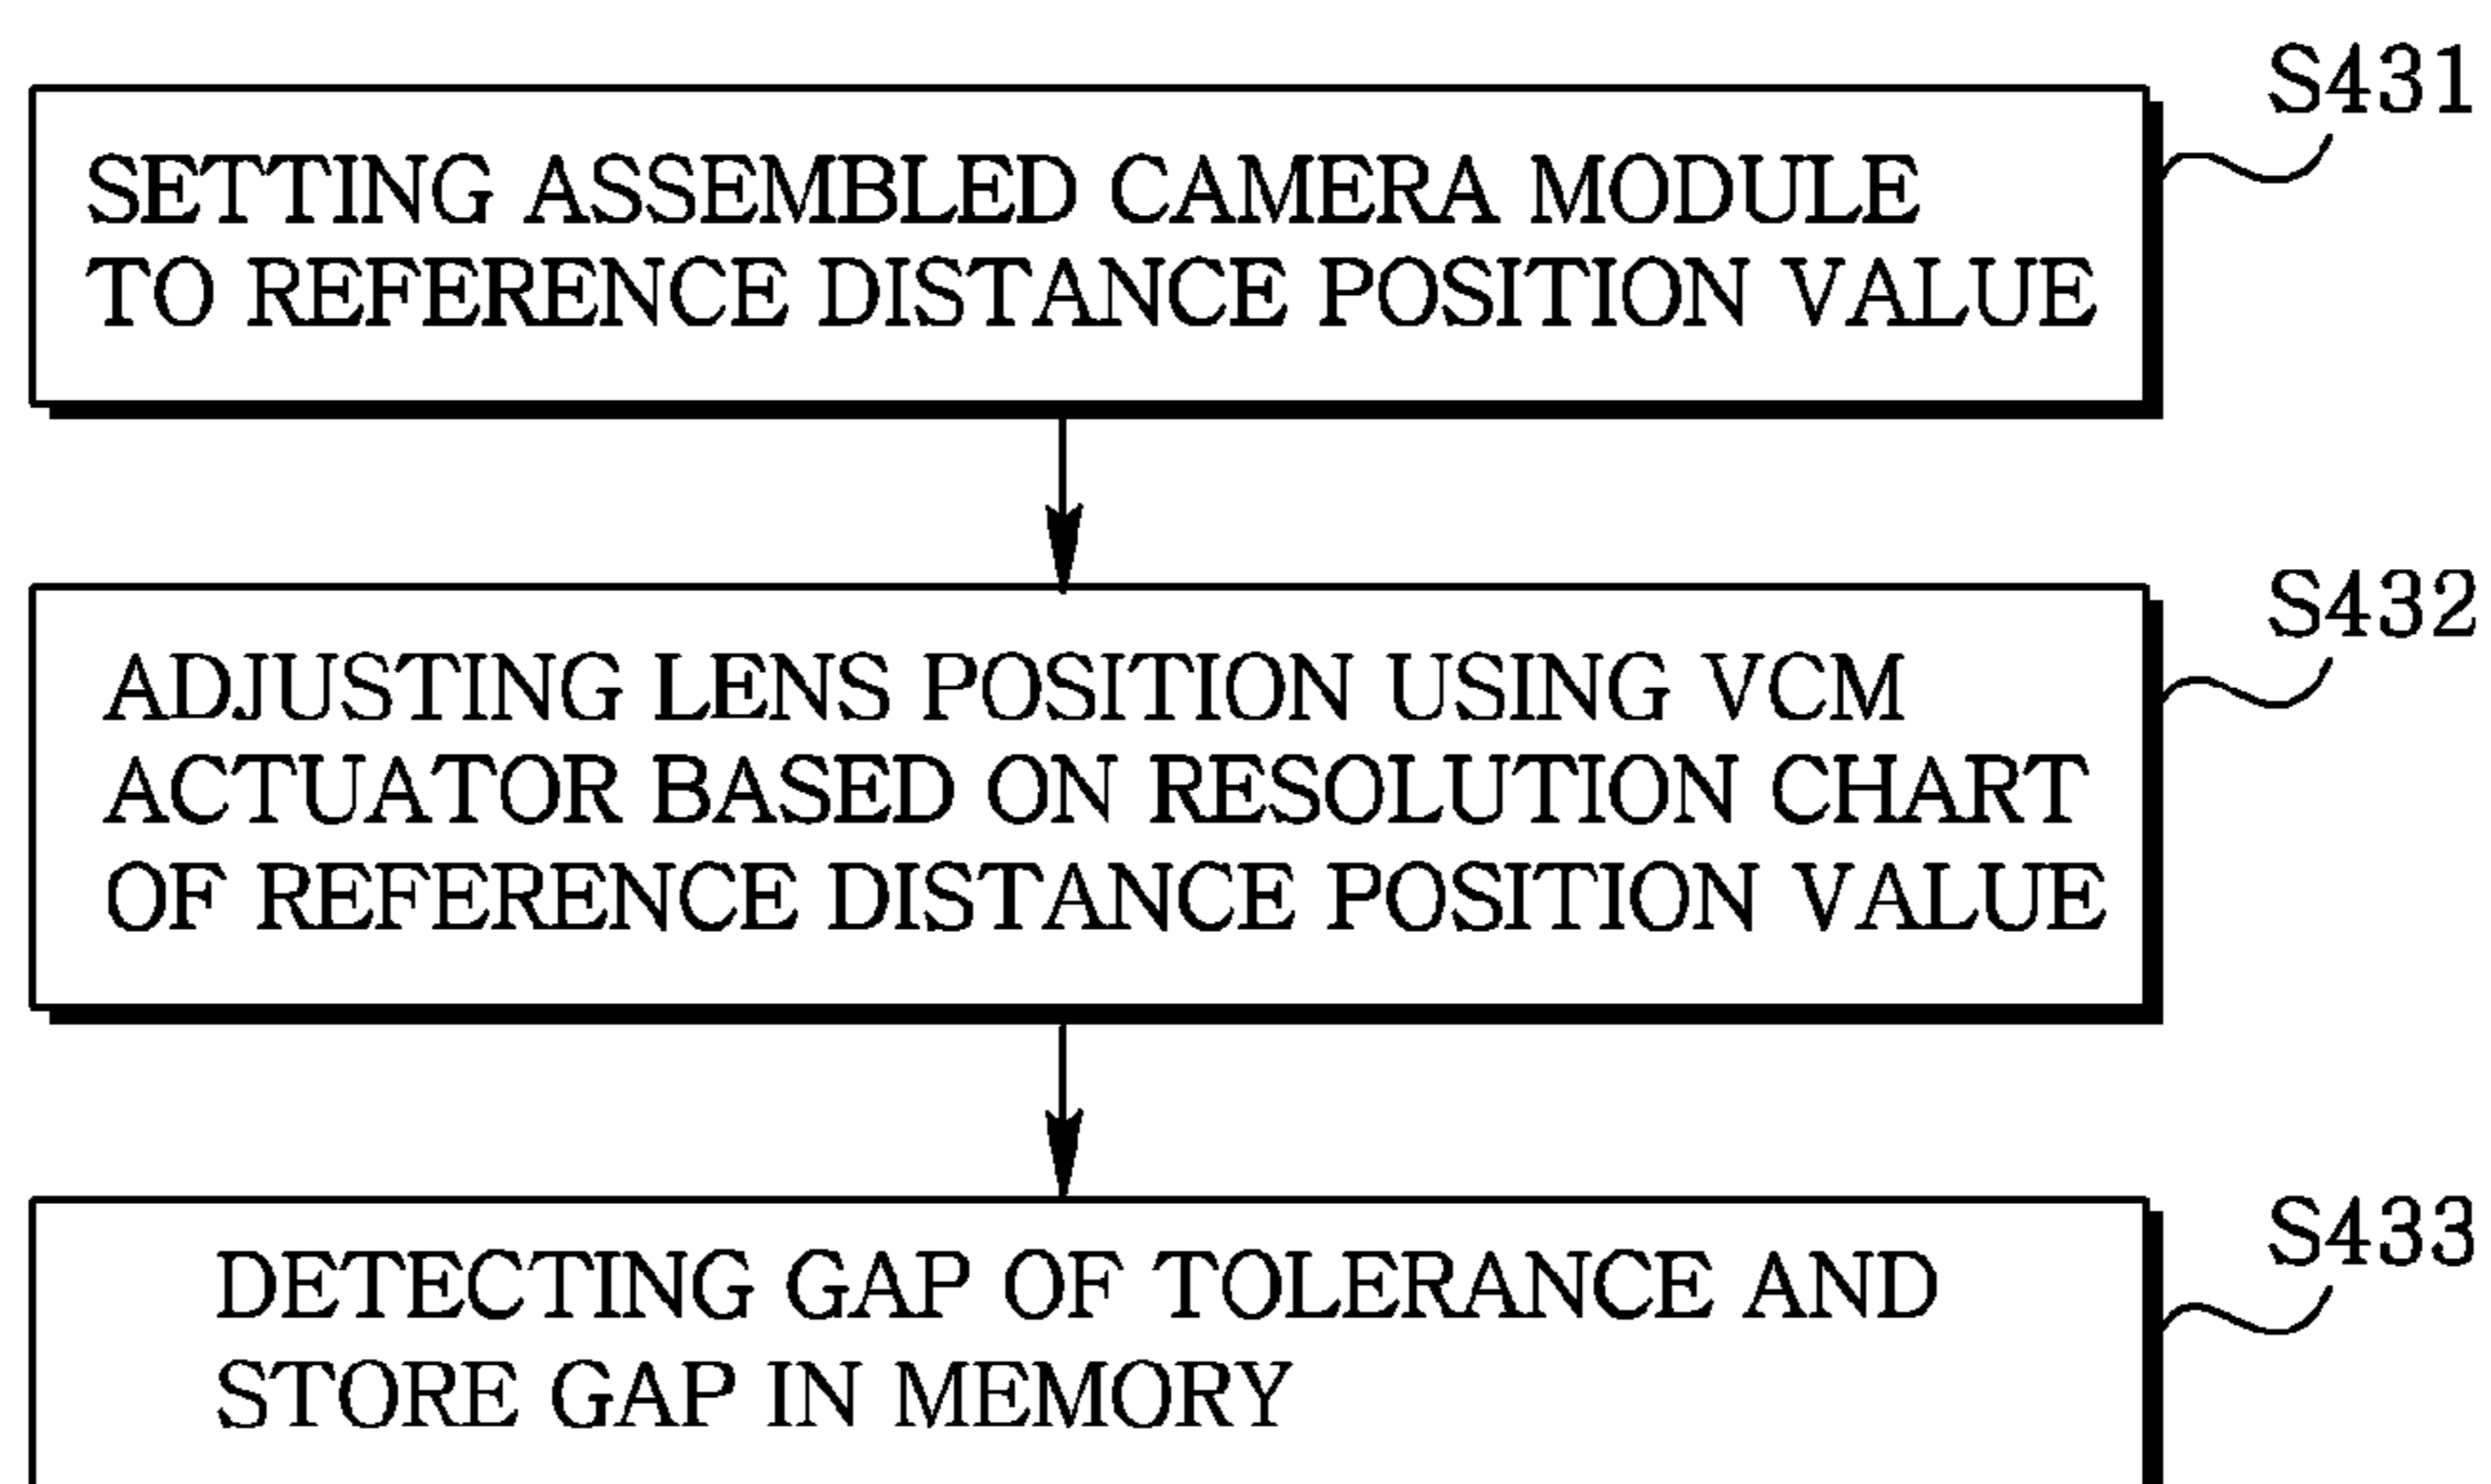 S431
SETTING ASSEMBLED CAMERA MODULE
TO REFERENCE DISTANCE POSITION VALUE
S432
ADJUSTING LENS POSITION USING VCM
ACTUATOR BASED ON RESOLUTION CHART
OF REFERENCE DISTANCE POSITION VALUE
S433
DETECTING GAP OF TOLERANCE AND
STORE GAP IN MEMORY